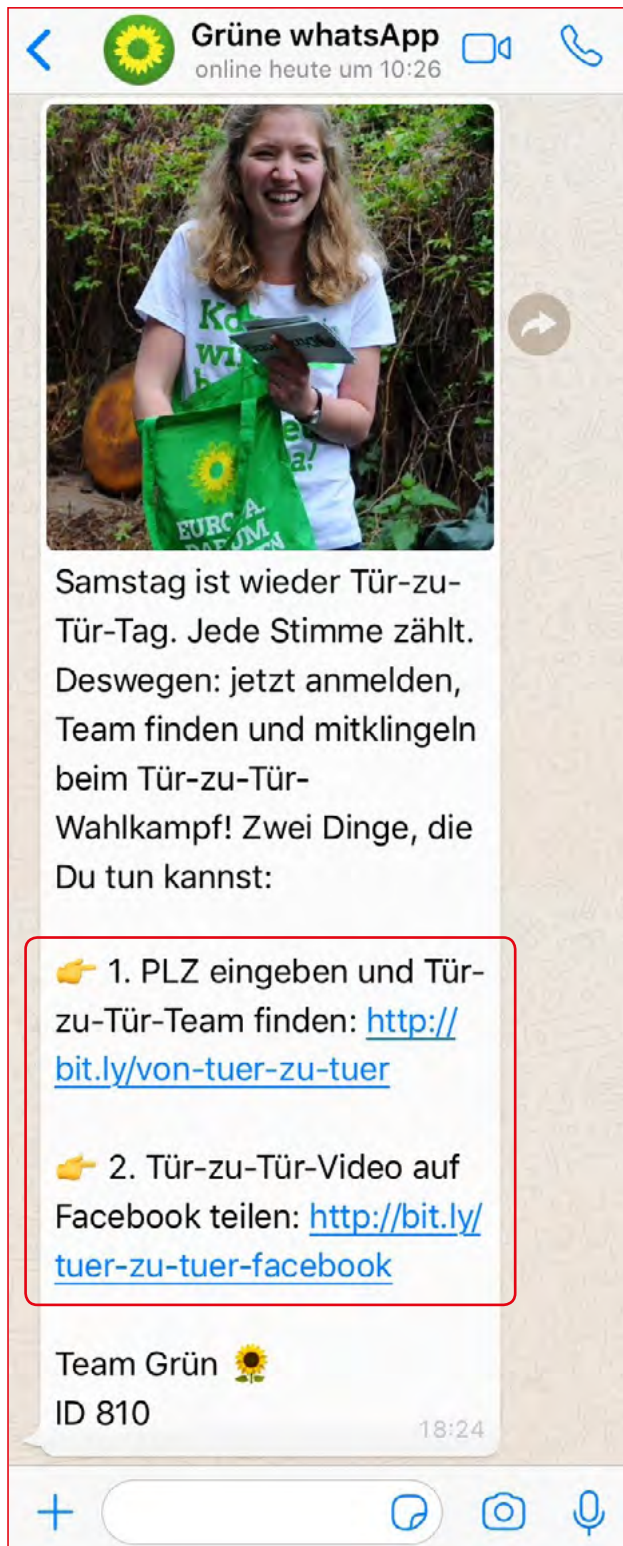 Grüne whatsApp
online heute um 10:26
EUROPA.
DARUM
Samstag ist wieder Tür-zu-
Tür-Tag. Jede Stimme zählt.
Deswegen: jetzt anmelden,
Team finden und mitklingeln
beim Tür-zu-Tür-
Wahlkampf! Zwei Dinge, die
Du tun kannst:
👉 1. PLZ eingeben und Tür-
zu-Tür-Team finden: http://
bit.ly/von-tuer-zu-tuer
👉 2. Tür-zu-Tür-Video auf
Facebook teilen: http://bit.ly/
tuer-zu-tuer-facebook
Team Grün 🌻
ID 810
18:24